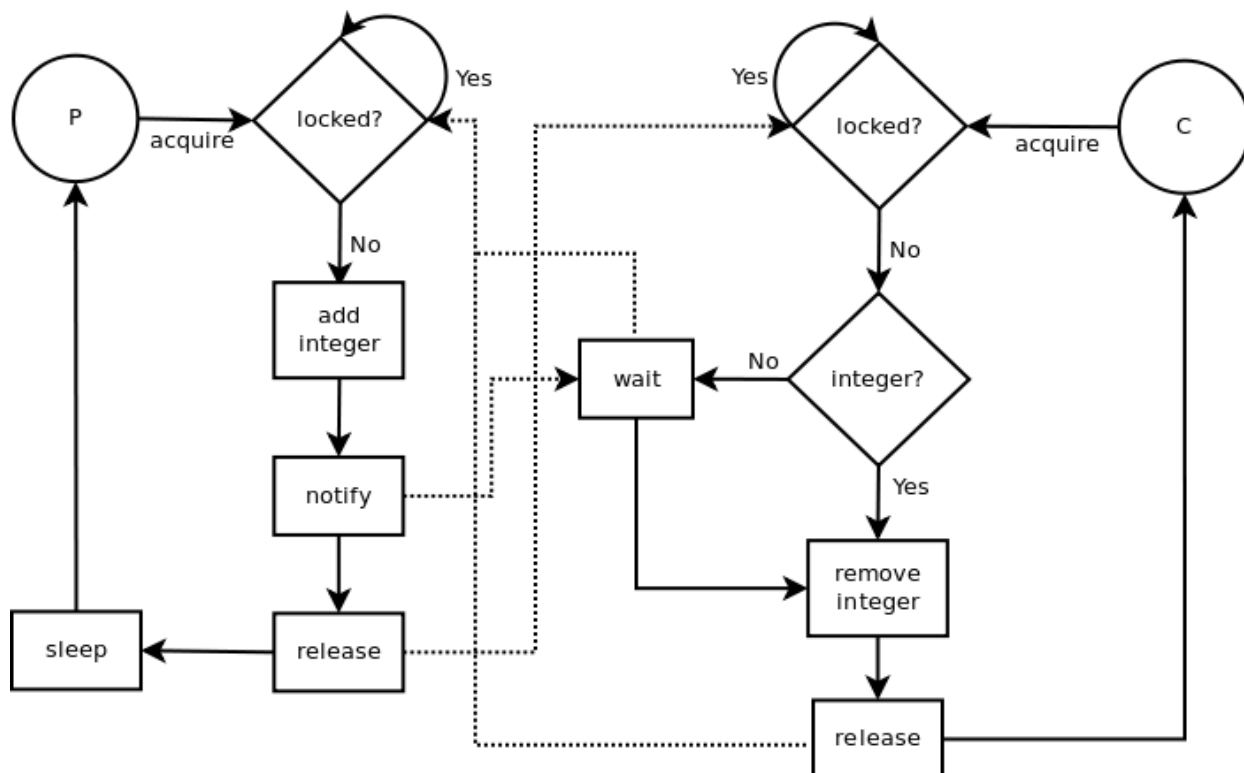 P
acquire
locked?
Yes
No
add
integer
notify
release
sleep
Yes
locked?
acquire
C
No
integer?
No
wait
Yes
remove
integer
release